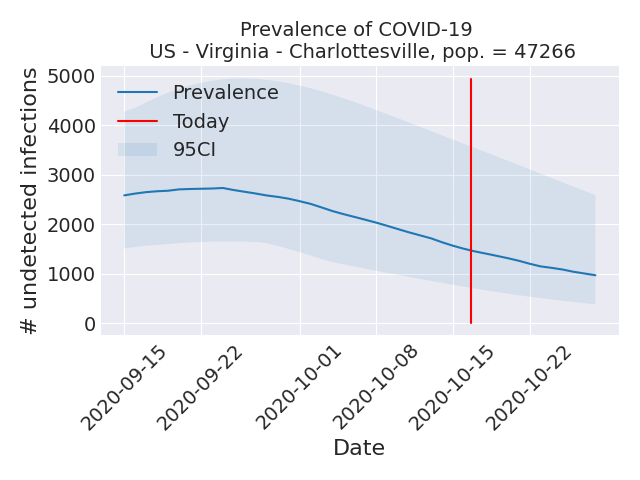 Prevalence of COVID-19
US - Virginia - Charlottesville, pop. = 47266
# undetected infections
5000
4000
3000
2000
1000
0
Prevalence
Today
95CI
2020-09-15
2020-09-22
2020-10-01
2020-10-08
2020-10-15
2020-10-22
Date